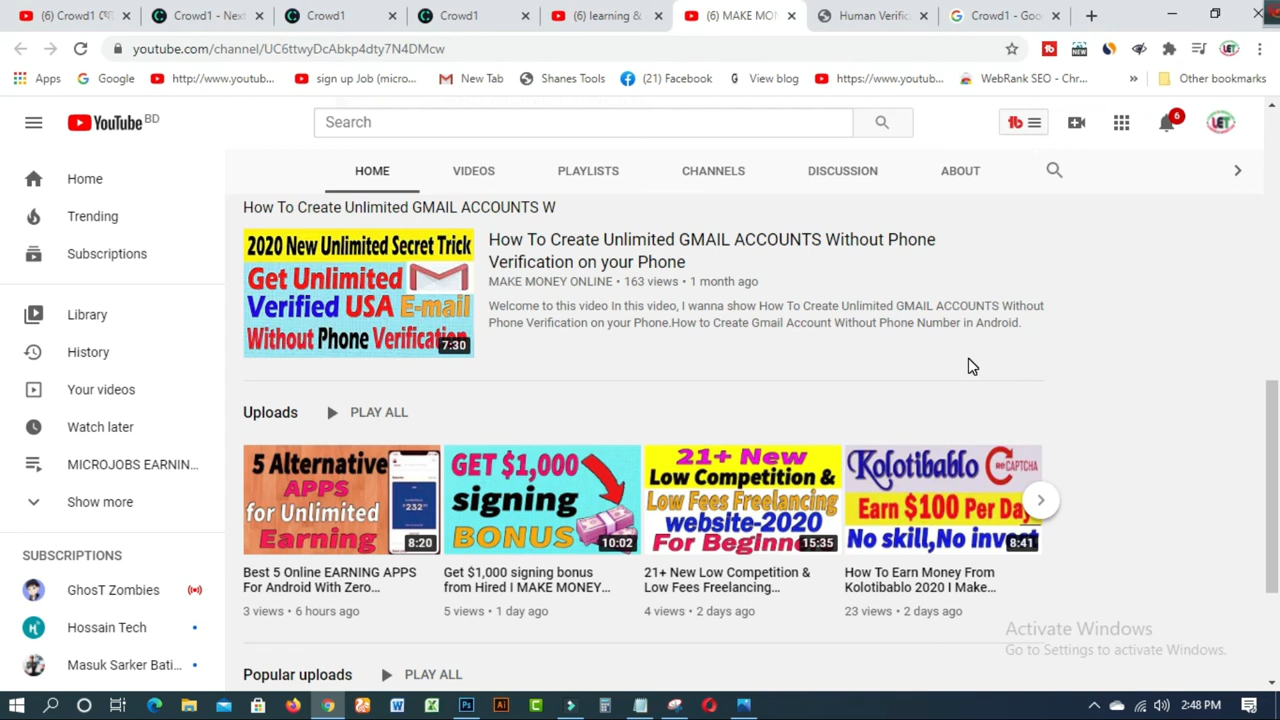 (6) Crowd1 (
Crowd1 - Nex
Crowd1
Crowd1
(6) learning &
(6) MAKE MON
Human Verific
Crowd1 - Goo
youtube.com/channel/UC6ttwyDcAbkp4dty7N4DMcw
Apps
Google
http://www.youtub...
sign up Job (micro...
New Tab
Shanes Tools
(21) Facebook
View blog
https://www.youtub...
WebRank SEO - Chr...
»
Other bookmarks
YouTube BD
Search
6
LET
HOME
VIDEOS
PLAYLISTS
CHANNELS
DISCUSSION
ABOUT
Home
Trending
Subscriptions
Library
History
Your videos
Watch later
MICROJOBS EARNIN...
Show more
SUBSCRIPTIONS
GhosT Zombies
Hossain Tech
Masuk Sarker Bati...
How To Create Unlimited GMAIL ACCOUNTS W
2020 New Unlimited Secret Trick
Get Unlimited
Verified USA E-mail
Without Phone Verification
7:30
How To Create Unlimited GMAIL ACCOUNTS Without Phone
Verification on your Phone
MAKE MONEY ONLINE • 163 views • 1 month ago
Welcome to this video In this video, I wanna show How To Create Unlimited GMAIL ACCOUNTS Without
Phone Verification on your Phone.How to Create Gmail Account Without Phone Number in Android.
Uploads
PLAY ALL
5 Alternative
APPS
for Unlimited
Earning
8:20
Best 5 Online EARNING APPS
For Android With Zero...
3 views • 6 hours ago
GET $1,000
signing
BONUS
10:02
Get $1,000 signing bonus
from Hired I MAKE MONEY...
5 views • 1 day ago
21+ New
Low Competition &
Low Fees Freelancing
website-2020
For Beginne
15:35
21+ New Low Competition &
Low Fees Freelancing...
4 views • 2 days ago
Kolotibablo
CAPTCHA
Earn $100 Per Day
No skill,No invest
8:41
How To Earn Money From
Kolotibablo 2020 I Make...
23 views • 2 days ago
Popular uploads
PLAY ALL
Activate Windows
Go to Settings to activate Windows.
2:48 PM